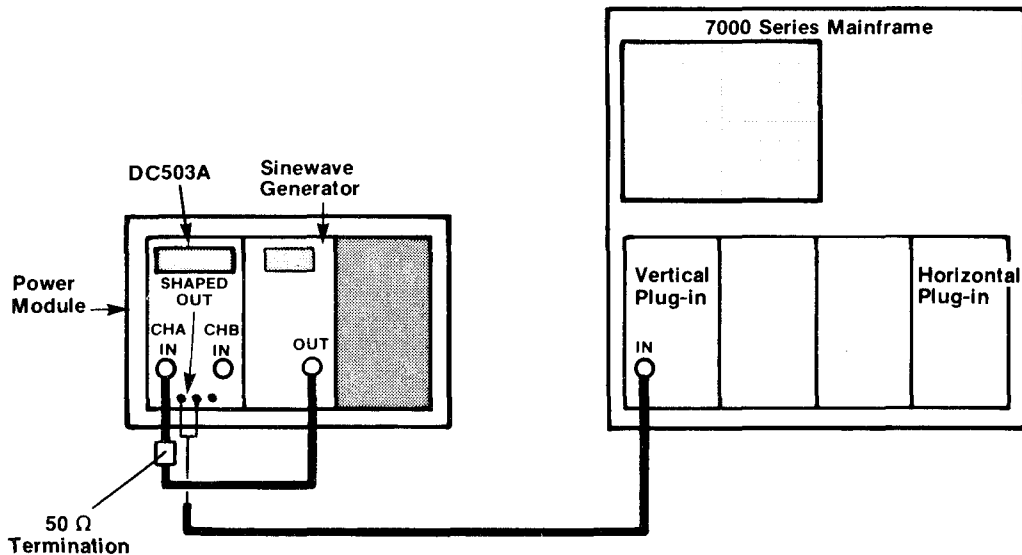 7000 Series Mainframe
DC503A
Sinewave
Generator
Power
Module
SHAPED
OUT
CHA
IN
CHB
IN
OUT
Vertical
Plug-in
Horizontal
Plug-in
IN
50 Ω
Termination